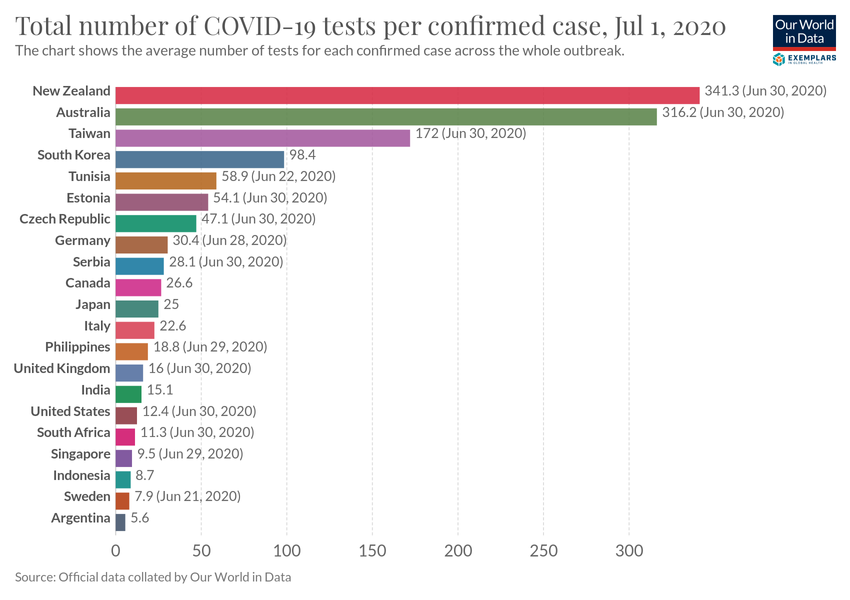 Total number of COVID-19 tests per confirmed case, Jul 1, 2020
The chart shows the average number of tests for each confirmed case across the whole outbreak.
Our World
in Data
EXEMPLARS
IN GLOBAL HEALTH
New Zealand 341.3 (Jun 30, 2020)
Australia 316.2 (Jun 30, 2020)
Taiwan 172 (Jun 30, 2020)
South Korea 98.4
Tunisia 58.9 (Jun 22, 2020)
Estonia 54.1 (Jun 30, 2020)
Czech Republic 47.1 (Jun 30, 2020)
Germany 30.4 (Jun 28, 2020)
Serbia 28.1 (Jun 30, 2020)
Canada 26.6
Japan 25
Italy 22.6
Philippines 18.8 (Jun 29, 2020)
United Kingdom 16 (Jun 30, 2020)
India 15.1
United States 12.4 (Jun 30, 2020)
South Africa 11.3 (Jun 30, 2020)
Singapore 9.5 (Jun 29, 2020)
Indonesia 8.7
Sweden 7.9 (Jun 21, 2020)
Argentina 5.6
0 50 100 150 200 250 300
Source: Official data collated by Our World in Data